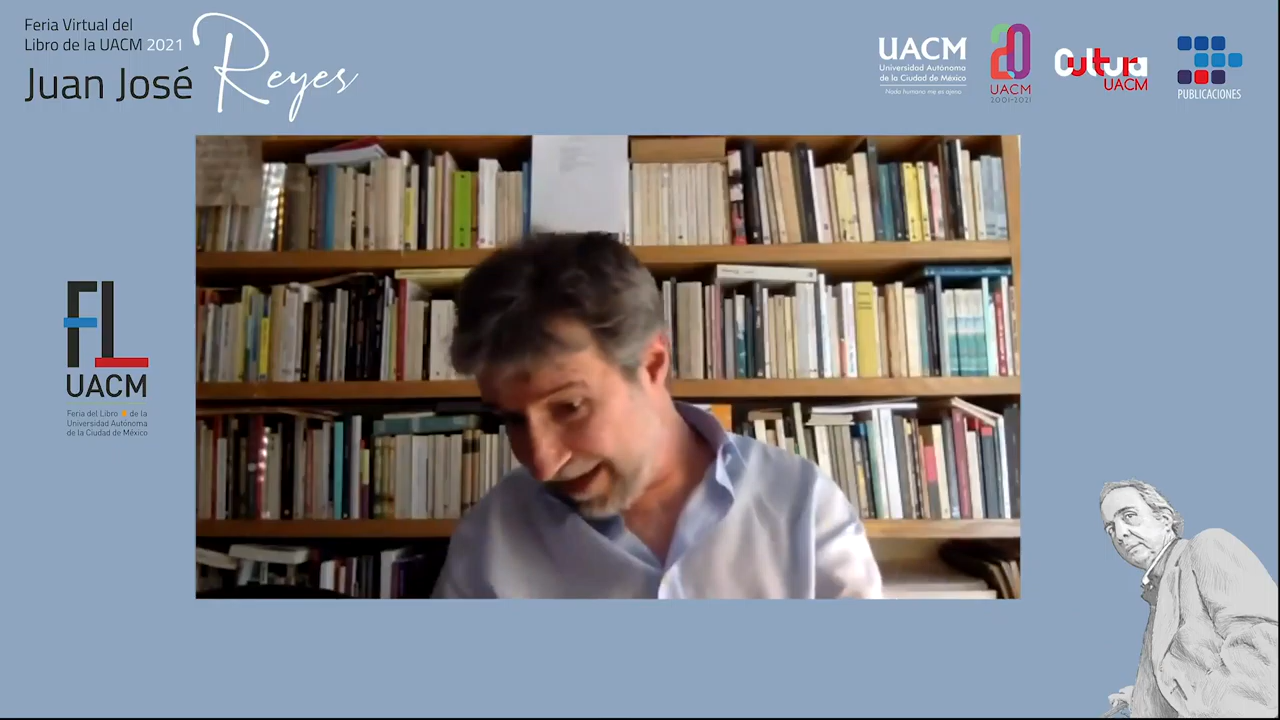 Feria Virtual del
Libro de la UACM 2021
Juan José Reyes
UACM
Universidad Autónoma
de la Ciudad de México
Nada humano me es ajeno
20
UACM
2001-2021
Cultura
UACM
PUBLICACIONES
FL
UACM
Feria del Libro de la
Universidad Autónoma
de la Ciudad de México